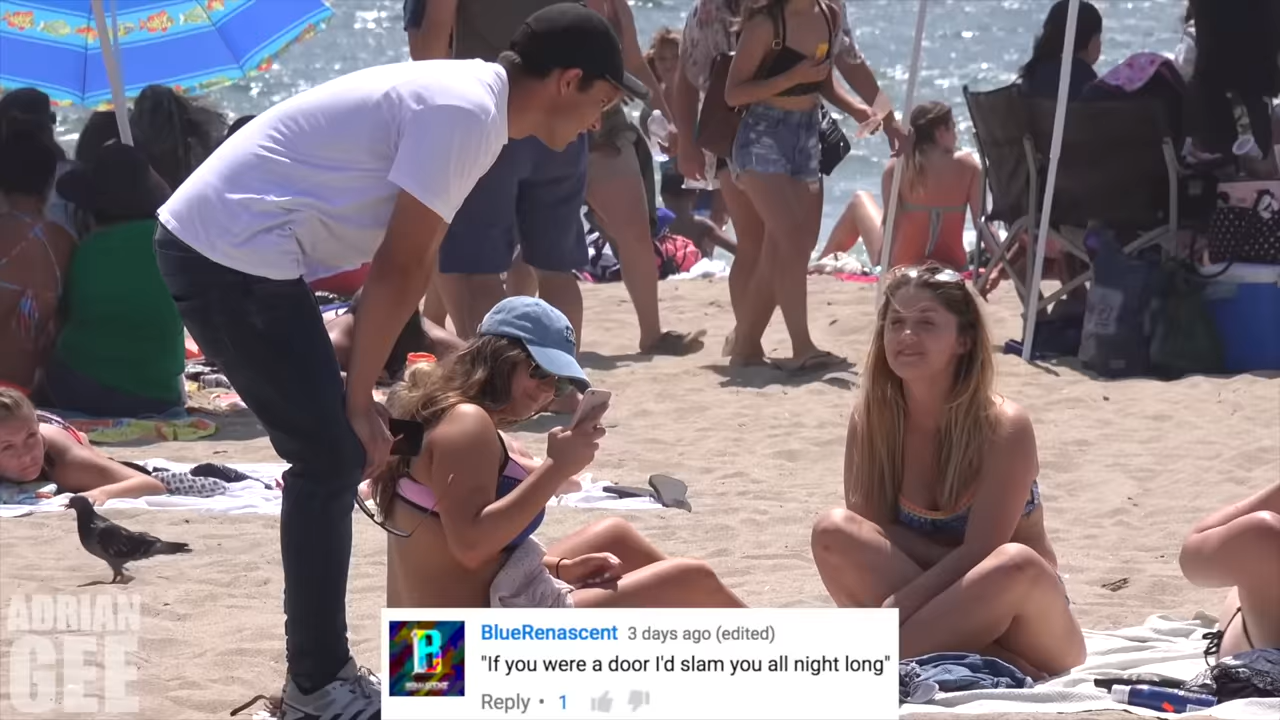 BlueRenascent 3 days ago (edited)
"If you were a door I'd slam you all night long"
Reply • 1
ADRIAN
GEE